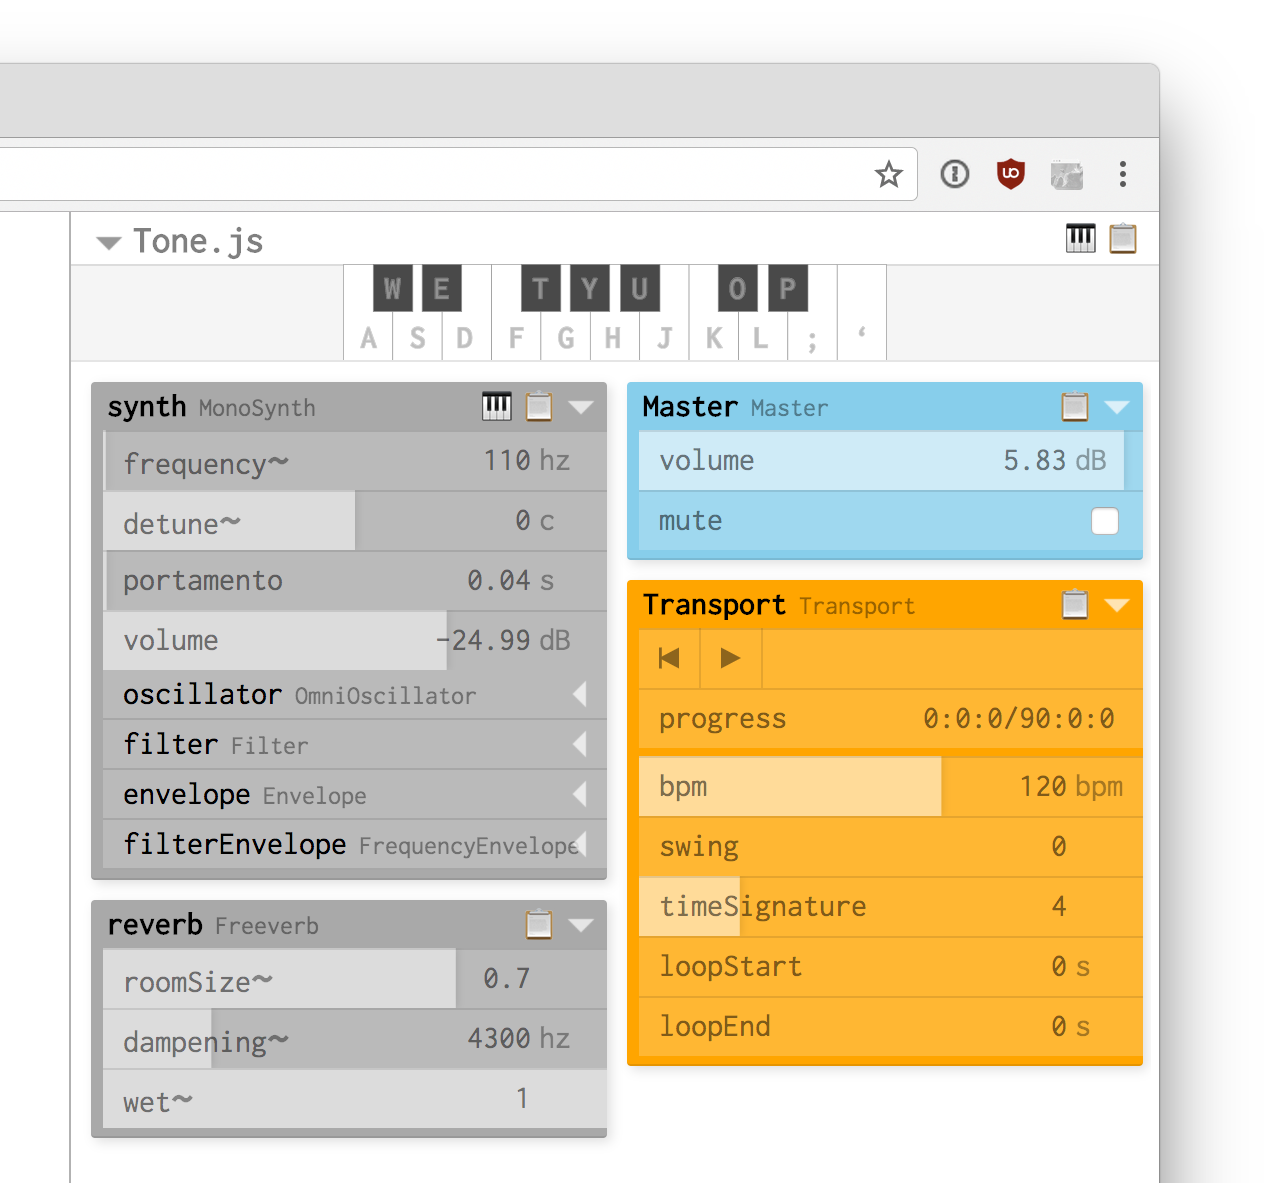 Tone.js
W E T Y U O P
A S D F G H J K L ; ‘
synth MonoSynth
frequency~ 110 hz
detune~ 0 c
portamento 0.04 s
volume -24.99 dB
oscillator OmniOscillator
filter Filter
envelope Envelope
filterEnvelope FrequencyEnvelope
reverb Freeverb
roomSize~ 0.7
dampening~ 4300 hz
wet~ 1
Master Master
volume 5.83 dB
mute
Transport Transport
progress 0:0:0/90:0:0
bpm 120 bpm
swing 0
timeSignature 4
loopStart 0 s
loopEnd 0 s